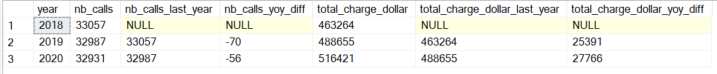 year nb_calls nb_calls_last_year nb_calls_yoy_diff total_charge_dollar total_charge_dollar_last_year total_charge_dollar_yoy_diff
1 2018 33057 NULL NULL 463264 NULL NULL
2 2019 32987 33057 -70 488655 463264 25391
3 2020 32931 32987 -56 516421 488655 27766